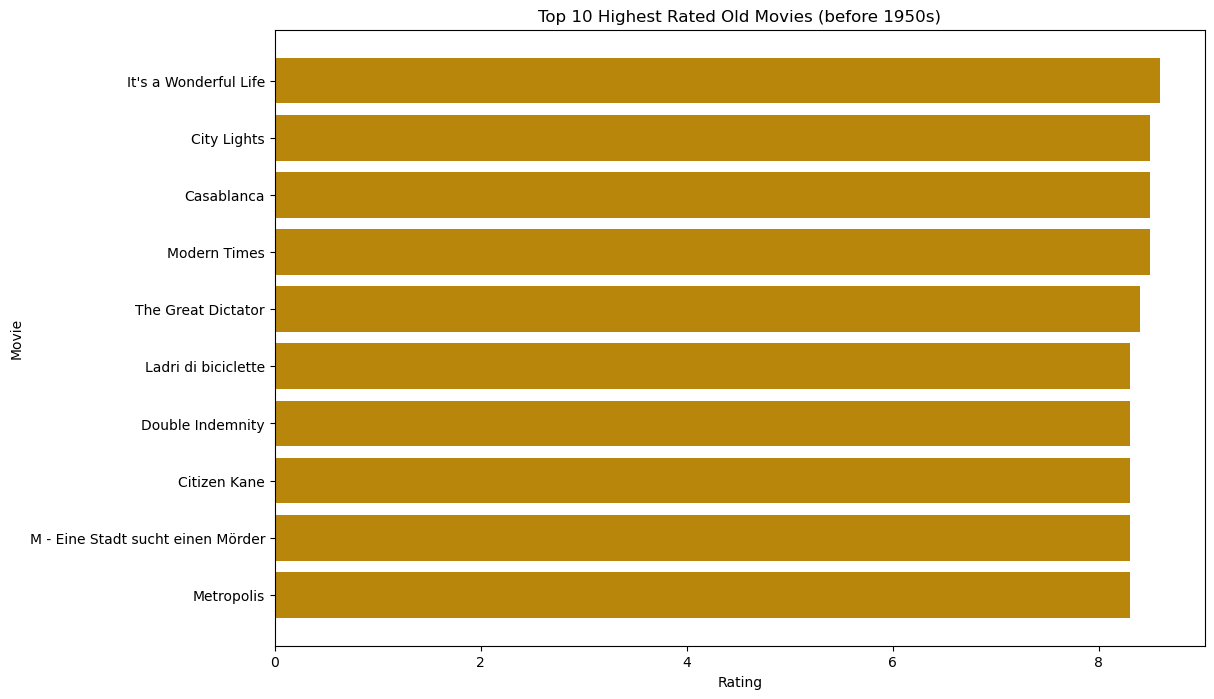 Top 10 Highest Rated Old Movies (before 1950s)
Movie
It's a Wonderful Life
City Lights
Casablanca
Modern Times
The Great Dictator
Ladri di biciclette
Double Indemnity
Citizen Kane
M - Eine Stadt sucht einen Mörder
Metropolis
0 2 4 6 8
Rating